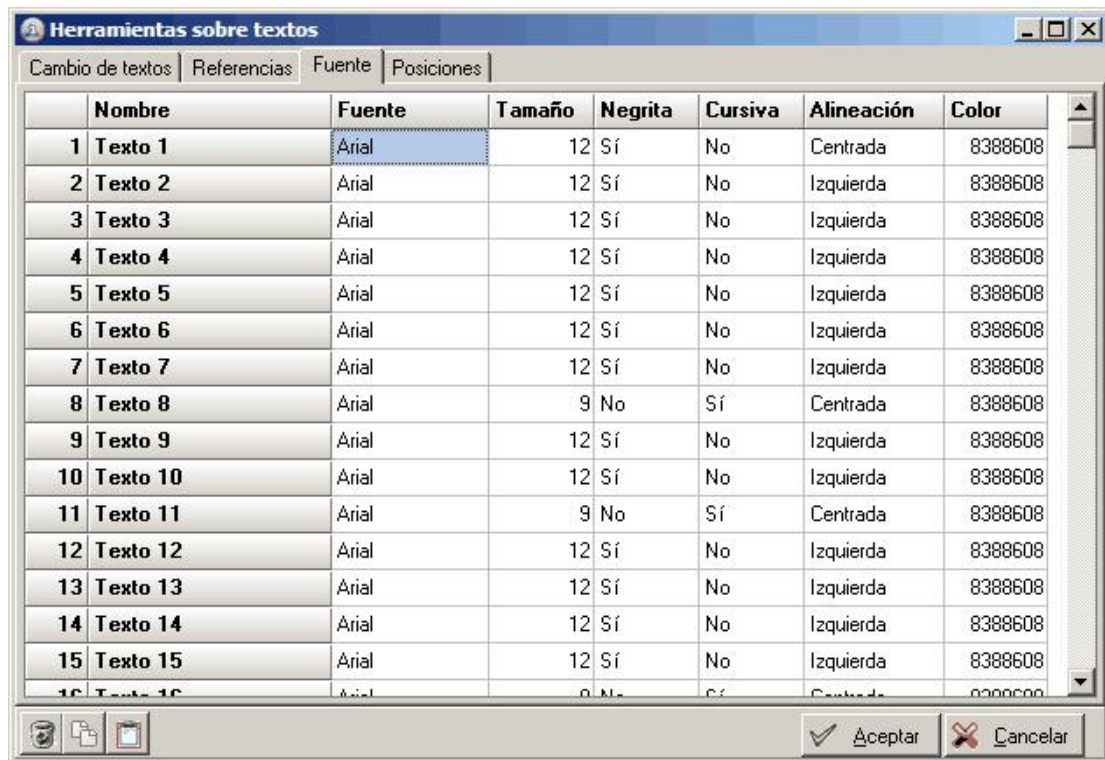 Herramientas sobre textos
Cambio de textos Referencias Fuente Posiciones
Nombre Fuente Tamaño Negrita Cursiva Alineación Color
1 Texto 1 Arial 12 Sí No Centrada 8388608
2 Texto 2 Arial 12 Sí No Izquierda 8388608
3 Texto 3 Arial 12 Sí No Izquierda 8388608
4 Texto 4 Arial 12 Sí No Izquierda 8388608
5 Texto 5 Arial 12 Sí No Izquierda 8388608
6 Texto 6 Arial 12 Sí No Izquierda 8388608
7 Texto 7 Arial 12 Sí No Izquierda 8388608
8 Texto 8 Arial 9 No Sí Centrada 8388608
9 Texto 9 Arial 12 Sí No Izquierda 8388608
10 Texto 10 Arial 12 Sí No Izquierda 8388608
11 Texto 11 Arial 9 No Sí Centrada 8388608
12 Texto 12 Arial 12 Sí No Izquierda 8388608
13 Texto 13 Arial 12 Sí No Izquierda 8388608
14 Texto 14 Arial 12 Sí No Izquierda 8388608
15 Texto 15 Arial 12 Sí No Izquierda 8388608
Aceptar Cancelar